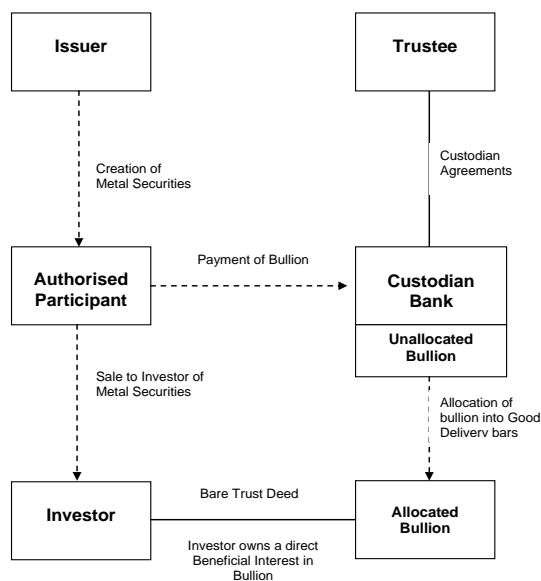 Issuer
Trustee
Creation of
Metal Securities
Custodian
Agreements
Authorised
Participant
Payment of Bullion
Custodian
Bank
Unallocated
Bullion
Sale to Investor of
Metal Securities
Allocation of
bullion into Good
Delivery bars
Investor
Bare Trust Deed
Allocated
Bullion
Investor owns a direct
Beneficial Interest in
Bullion